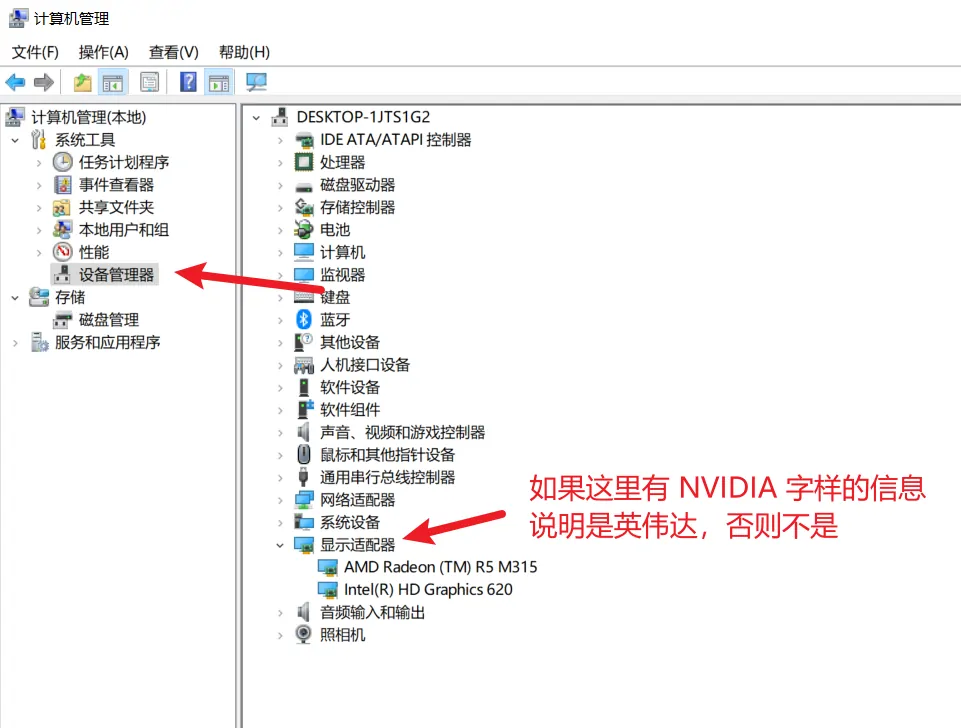 计算机管理
文件(F) 操作(A) 查看(V) 帮助(H)
计算机管理(本地)
系统工具
任务计划程序
事件查看器
共享文件夹
本地用户和组
性能
设备管理器
存储
磁盘管理
服务和应用程序
DESKTOP-1JTS1G2
IDE ATA/ATAPI 控制器
处理器
磁盘驱动器
存储控制器
电池
计算机
监视器
键盘
蓝牙
其他设备
人机接口设备
软件设备
软件组件
声音、视频和游戏控制器
鼠标和其他指针设备
通用串行总线控制器
网络适配器
系统设备
显示适配器
AMD Radeon (TM) R5 M315
Intel(R) HD Graphics 620
音频输入和输出
照相机
如果这里有 NVIDIA 字样的信息
说明是英伟达，否则不是